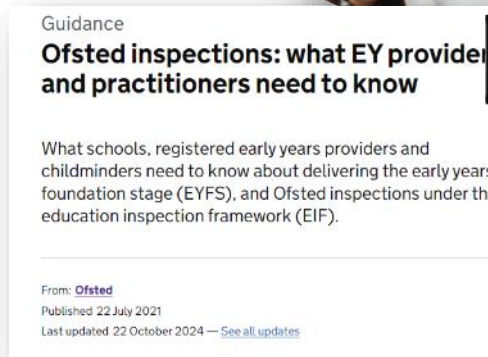 Guidance
Ofsted inspections: what EY provider
and practitioners need to know
What schools, registered early years providers and
childminders need to know about delivering the early years
foundation stage (EYFS), and Ofsted inspections under th
education inspection framework (EIF).
From: Ofsted
Published 22 July 2021
Last updated 22 October 2024 — See all updates